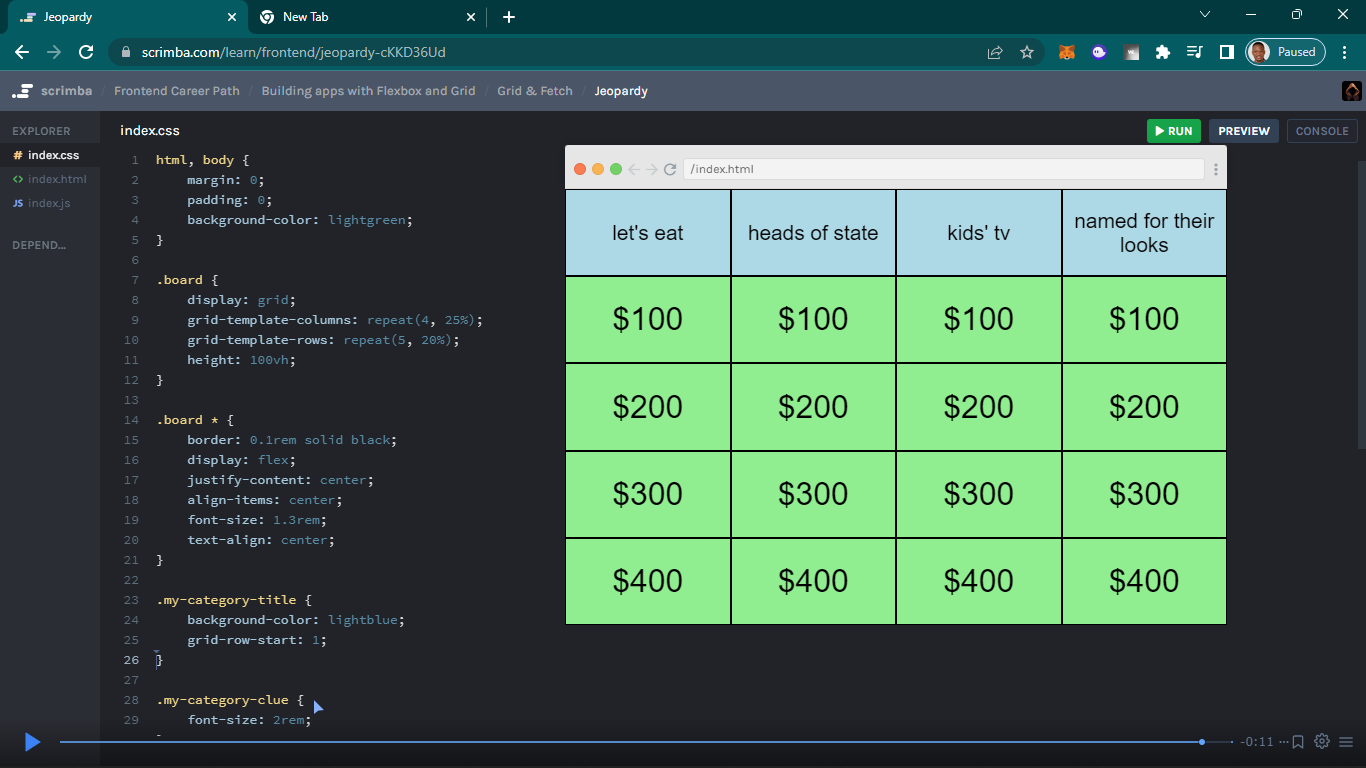 Jeopardy
New Tab
scrimba.com/learn/frontend/jeopardy-cKKD36Ud
Paused
scrimba / Frontend Career Path / Building apps with Flexbox and Grid / Grid & Fetch / Jeopardy
EXPLORER
# index.css
<> index.html
JS index.js
DEPEND...
index.css
RUN
PREVIEW
CONSOLE
1 html, body {
2 margin: 0;
3 padding: 0;
4 background-color: lightgreen;
5 }
6
7 .board {
8 display: grid;
9 grid-template-columns: repeat(4, 25%);
10 grid-template-rows: repeat(5, 20%);
11 height: 100vh;
12 }
13
14 .board * {
15 border: 0.1rem solid black;
16 display: flex;
17 justify-content: center;
18 align-items: center;
19 font-size: 1.3rem;
20 text-align: center;
21 }
22
23 .my-category-title {
24 background-color: lightblue;
25 grid-row-start: 1;
26 }
27
28 .my-category-clue {
29 font-size: 2rem;
/index.html
let's eat
heads of state
kids' tv
named for their
looks
$100 $100 $100 $100
$200 $200 $200 $200
$300 $300 $300 $300
$400 $400 $400 $400
-0:11